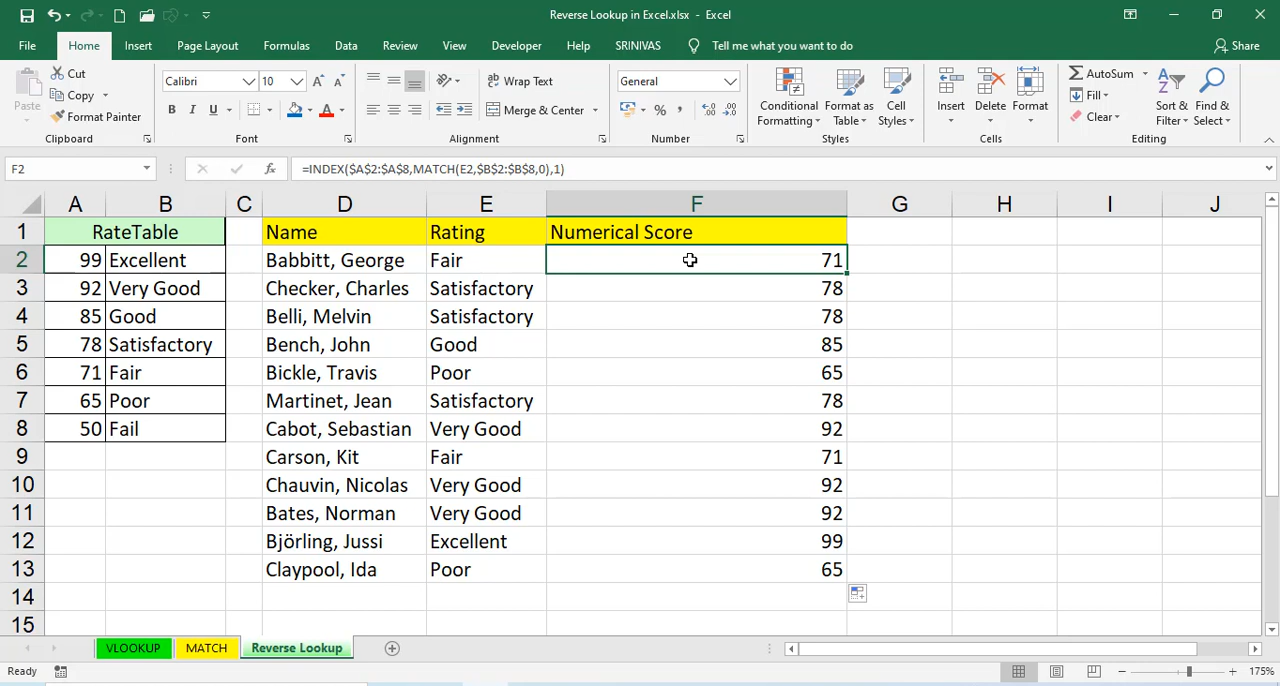 Reverse Lookup in Excel.xlsx - Excel
File Home Insert Page Layout Formulas Data Review View Developer Help SRINIVAS Tell me what you want to do Share
Paste Cut Copy Format Painter
Calibri 10 Wrap Text General Conditional Formatting Format as Table Cell Styles Insert Delete Format AutoSum Fill Clear Sort & Filter Find & Select
B I U Merge & Center
Clipboard Font Alignment Number Styles Cells Editing
F2 fx =INDEX($A$2:$A$8,MATCH(E2,$B$2:$B$8,0),1)
A B C D E F G H I J
1 RateTable Name Rating Numerical Score
2 99 Excellent Babbitt, George Fair 71
3 92 Very Good Checker, Charles Satisfactory 78
4 85 Good Belli, Melvin Satisfactory 78
5 78 Satisfactory Bench, John Good 85
6 71 Fair Bickle, Travis Poor 65
7 65 Poor Martinet, Jean Satisfactory 78
8 50 Fail Cabot, Sebastian Very Good 92
9 Carson, Kit Fair 71
10 Chauvin, Nicolas Very Good 92
11 Bates, Norman Very Good 92
12 Björling, Jussi Excellent 99
13 Claypool, Ida Poor 65
14
15
VLOOKUP MATCH Reverse Lookup
Ready 175%